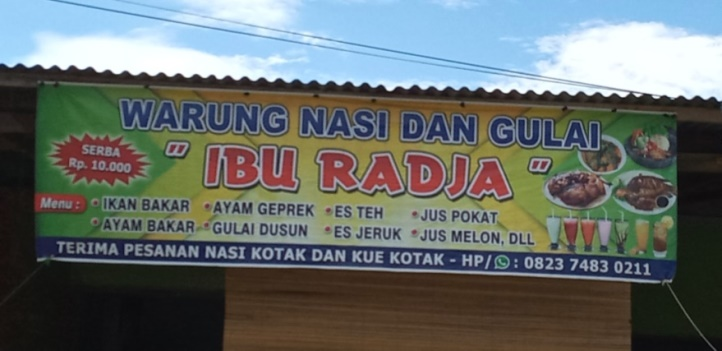 WARUNG NASI DAN GULAI
" IBU RADJA "
SERBA
Rp. 10.000
Menu : • IKAN BAKAR • AYAM GEPREK • ES TEH • JUS POKAT
• AYAM BAKAR • GULAI DUSUN • ES JERUK • JUS MELON, DLL
TERIMA PESANAN NASI KOTAK DAN KUE KOTAK - HP/ : 0823 7483 0211